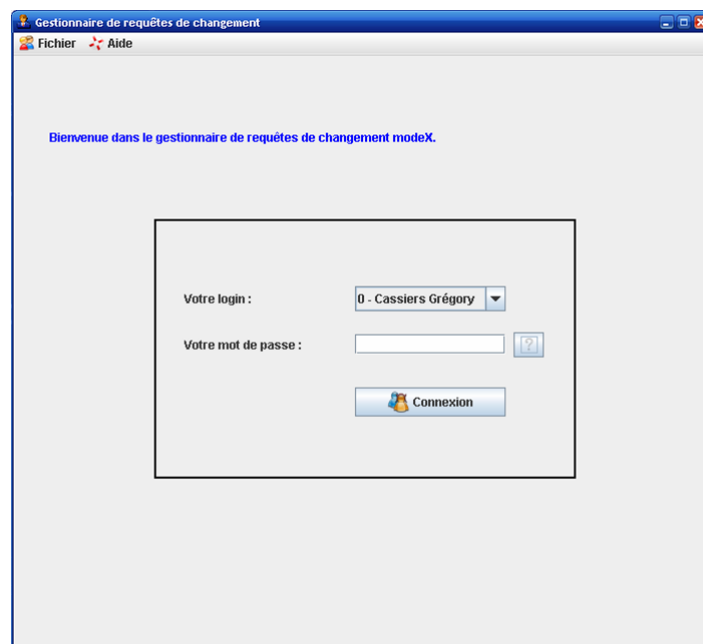 Gestionnaire de requêtes de changement
Fichier Aide
Bienvenue dans le gestionnaire de requêtes de changement modeX.
Votre login : 0 - Cassiers Grégory
Votre mot de passe : ?
Connexion